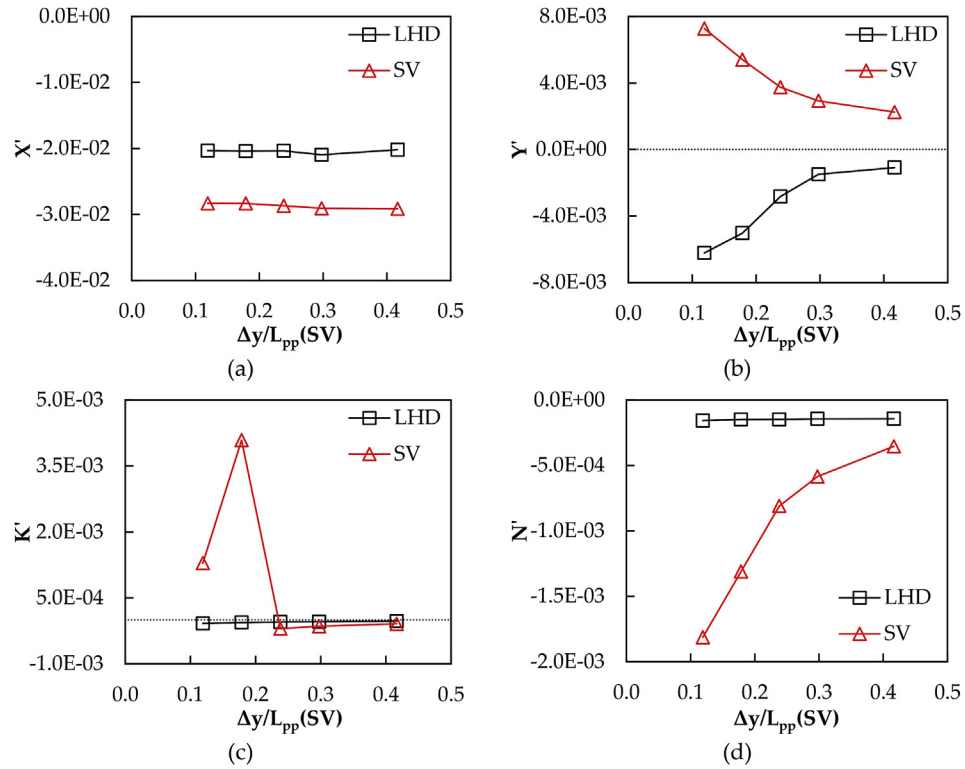 0.0E+00
-1.0E-02
-2.0E-02
-3.0E-02
-4.0E-02
X'
LHD
SV
0.0 0.1 0.2 0.3 0.4 0.5
Δy/Lpp(SV)
(a)
8.0E-03
4.0E-03
0.0E+00
-4.0E-03
-8.0E-03
Y'
LHD
SV
0.0 0.1 0.2 0.3 0.4 0.5
Δy/Lpp(SV)
(b)
5.0E-03
3.5E-03
2.0E-03
5.0E-04
-1.0E-03
K'
LHD
SV
0.0 0.1 0.2 0.3 0.4 0.5
Δy/Lpp(SV)
(c)
0.0E+00
-5.0E-04
-1.0E-03
-1.5E-03
-2.0E-03
N'
LHD
SV
0.0 0.1 0.2 0.3 0.4 0.5
Δy/Lpp(SV)
(d)